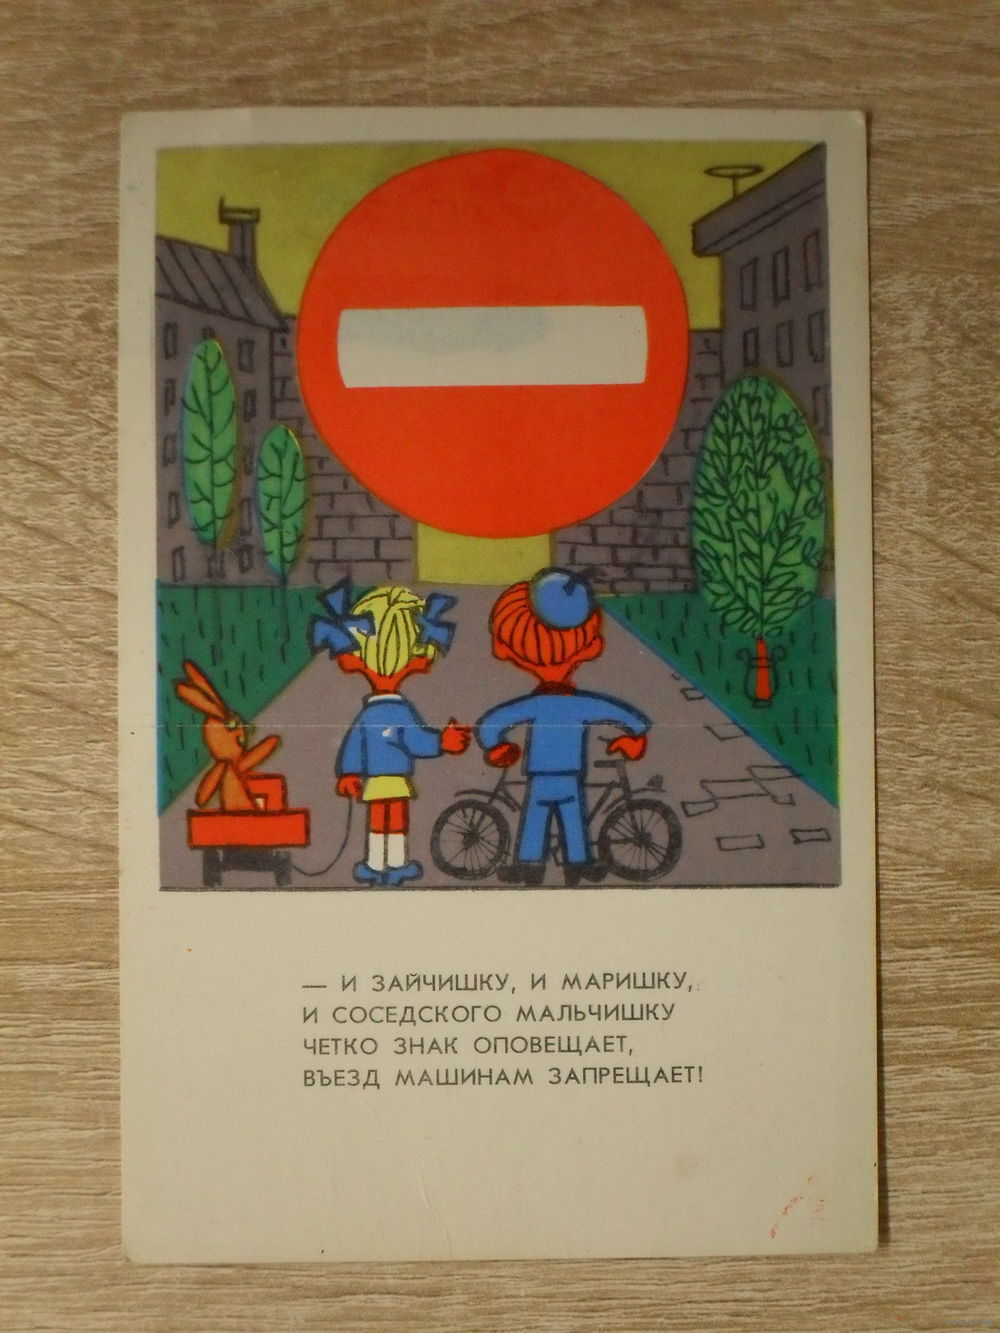 — И ЗАЙЧИШКУ, И МАРИШКУ,
И СОСЕДСКОГО МАЛЬЧИШКУ
ЧЕТКО ЗНАК ОПОВЕЩАЕТ,
ВЪЕЗД МАШИНАМ ЗАПРЕЩАЕТ!